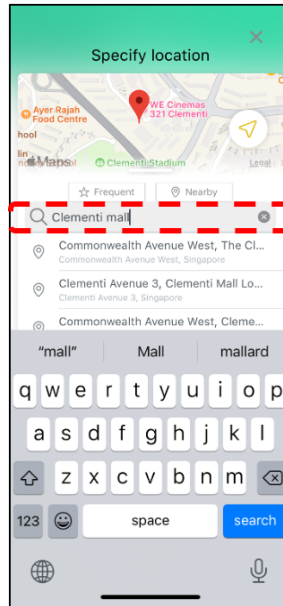 Specify location
Ayer Rajah
Food Centre
WE Cinemas
321 Clementi
hool
Maps
Clementi Stadium
Legal
Frequent
Nearby
Clementi mall
Commonwealth Avenue West, The Cl...
Commonwealth Avenue West, Singapore
Clementi Avenue 3, Clementi Mall Lo...
Clementi Avenue 3, Singapore
Commonwealth Avenue West, Cleme...
“mall” Mall mallard
q w e r t y u i o p
a s d f g h j k l
z x c v b n m
123 space search